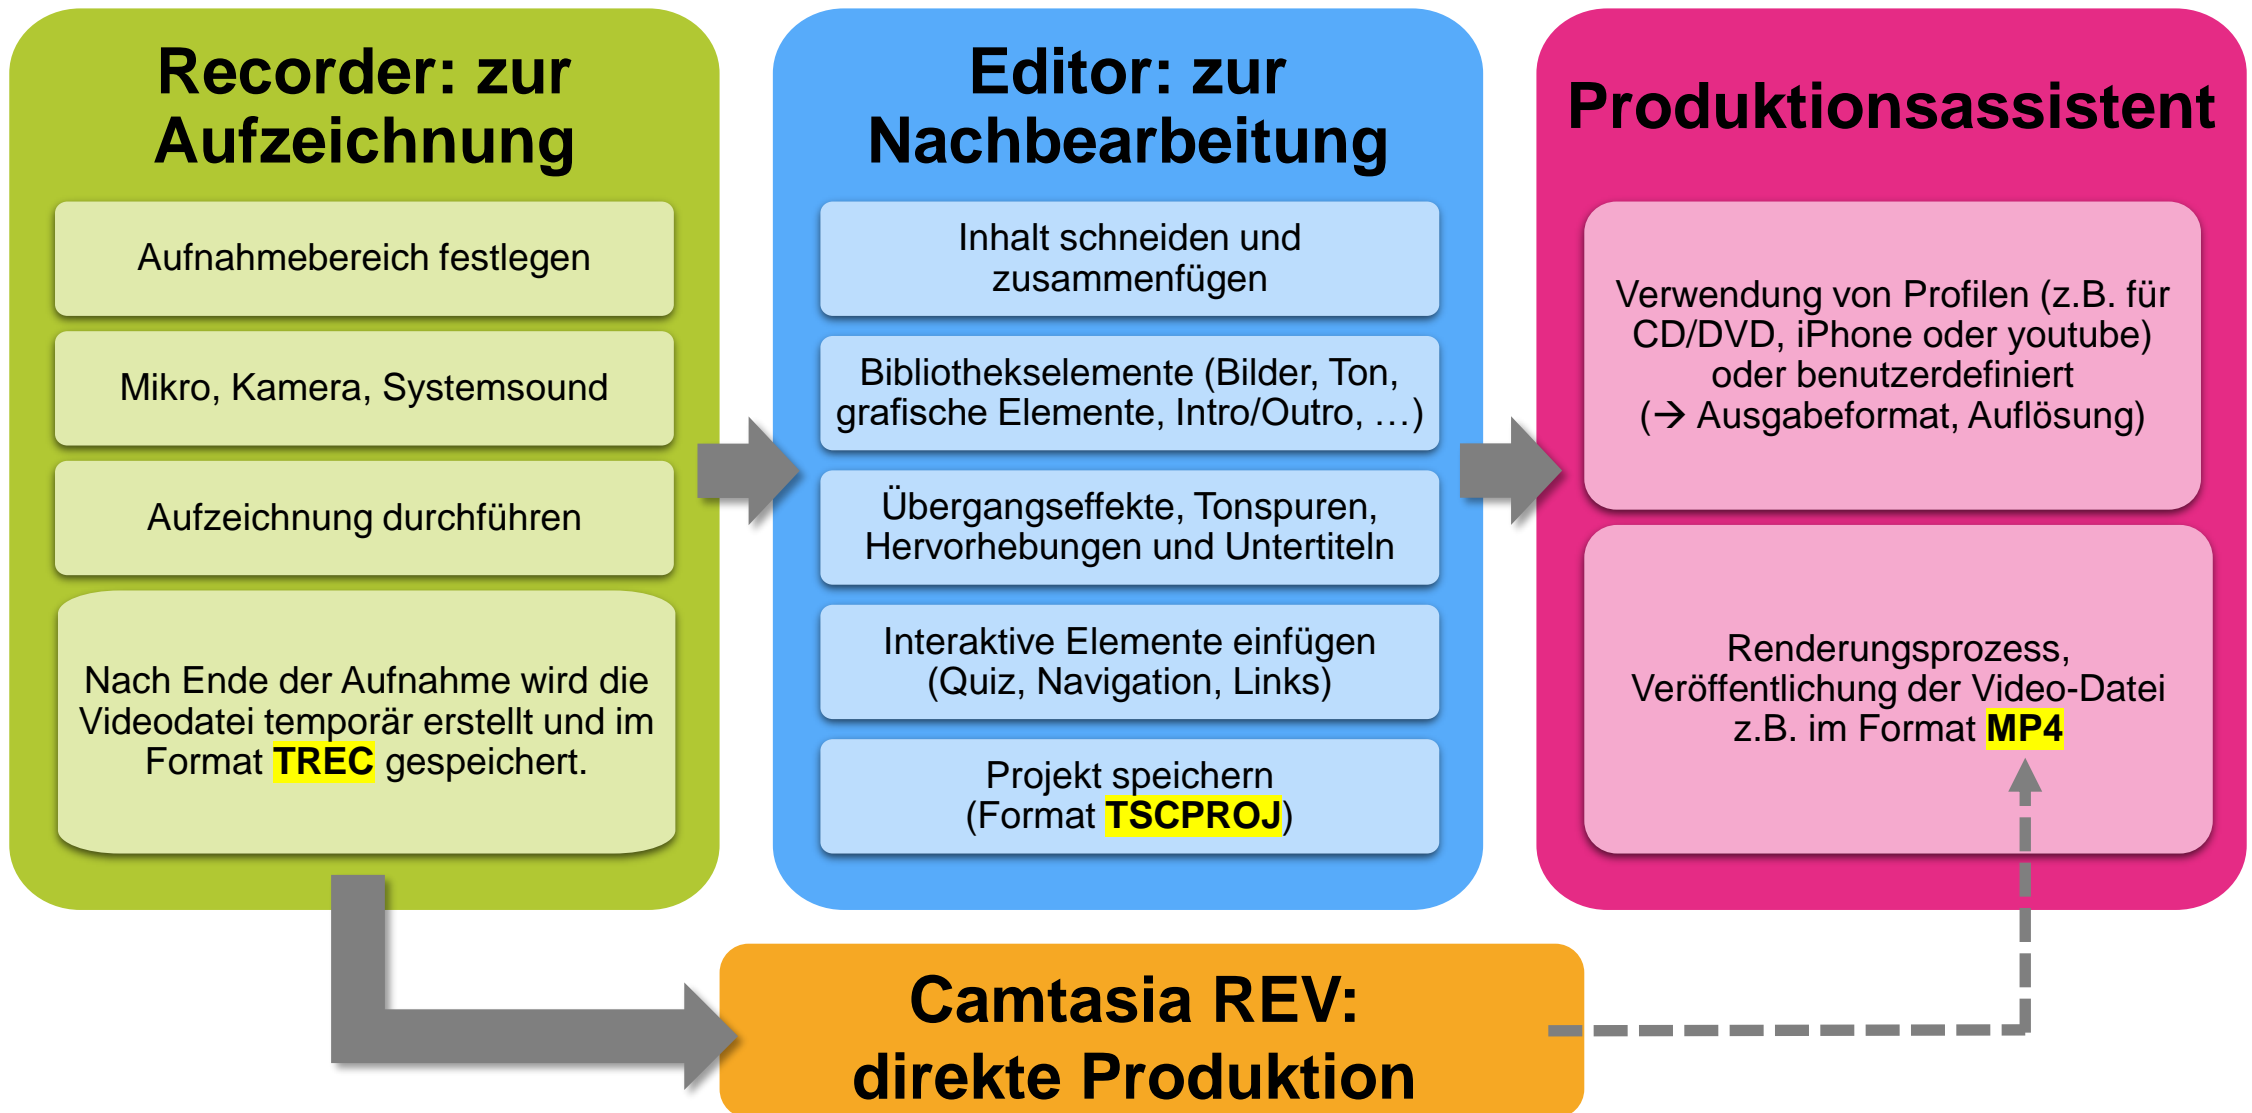 Recorder: zur
Aufzeichnung
Aufnahmebereich festlegen
Mikro, Kamera, Systemsound
Aufzeichnung durchführen
Nach Ende der Aufnahme wird die
Videodatei temporär erstellt und im
Format TREC gespeichert.
Editor: zur
Nachbearbeitung
Inhalt schneiden und
zusammenfügen
Bibliothekselemente (Bilder, Ton,
grafische Elemente, Intro/Outro, …)
Übergangseffekte, Tonspuren,
Hervorhebungen und Untertiteln
Interaktive Elemente einfügen
(Quiz, Navigation, Links)
Projekt speichern
(Format TSCPROJ)
Produktionsassistent
Verwendung von Profilen (z.B. für
CD/DVD, iPhone oder youtube)
oder benutzerdefiniert
(→ Ausgabeformat, Auflösung)
Renderungsprozess,
Veröffentlichung der Video-Datei
z.B. im Format MP4
Camtasia REV:
direkte Produktion